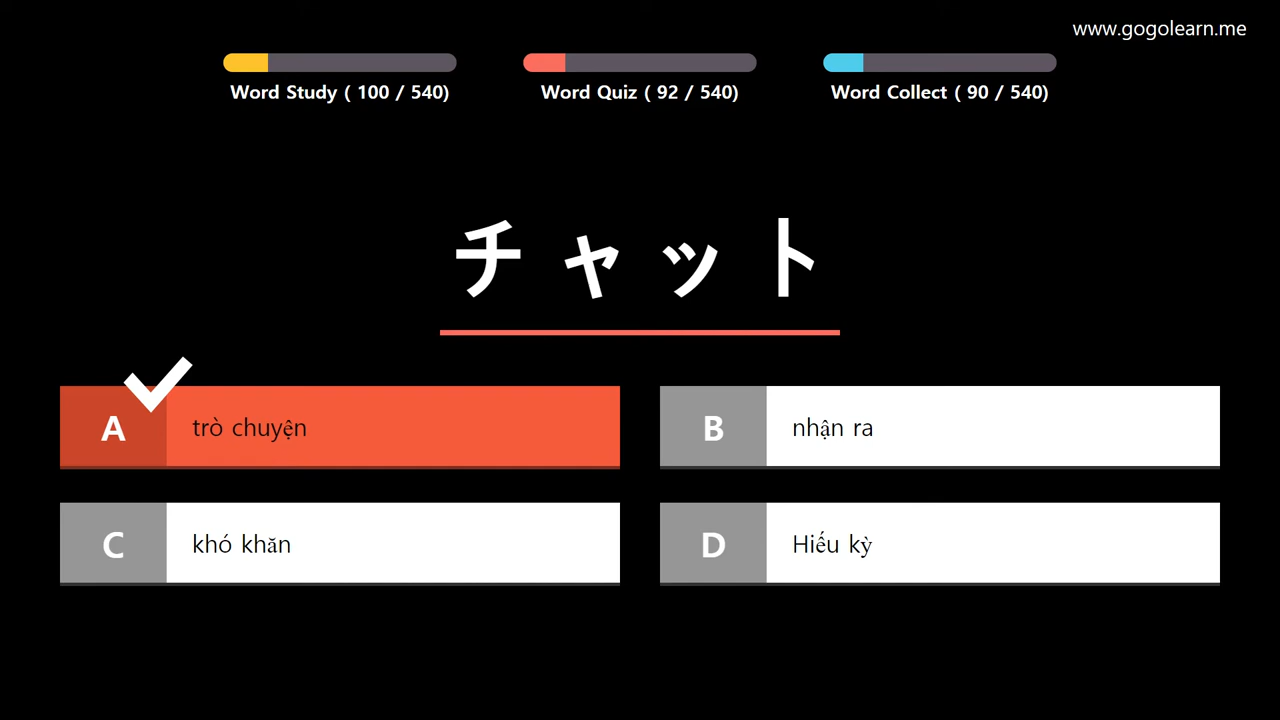 www.gogolearn.me
Word Study ( 100 / 540)
Word Quiz ( 92 / 540)
Word Collect ( 90 / 540)
チャット
A trò chuyện
B nhận ra
C khó khăn
D Hiếu kỳ